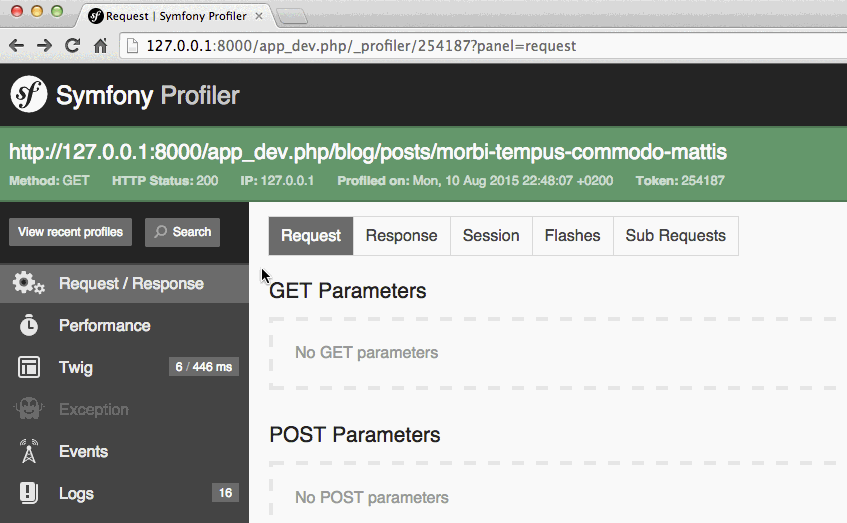 Request | Symfony Profiler
127.0.0.1:8000/app_dev.php/_profiler/254187?panel=request
sf Symfony Profiler
http://127.0.0.1:8000/app_dev.php/blog/posts/morbi-tempus-commodo-mattis
Method: GET HTTP Status: 200 IP: 127.0.0.1 Profiled on: Mon, 10 Aug 2015 22:48:07 +0200 Token: 254187
View recent profiles Search
Request / Response
Performance
Twig 6 / 446 ms
Exception
Events
Logs 16
Request Response Session Flashes Sub Requests
GET Parameters
No GET parameters
POST Parameters
No POST parameters